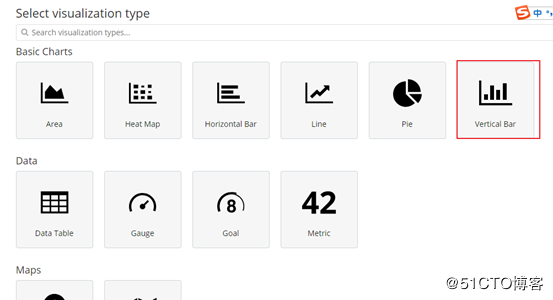 Select visualization type
S 中
Search visualization types...
Basic Charts
Area
Heat Map
Horizontal Bar
Line
Pie
Vertical Bar
Data
8
42
Data Table
Gauge
Goal
Metric
Maps
@51CTO博客